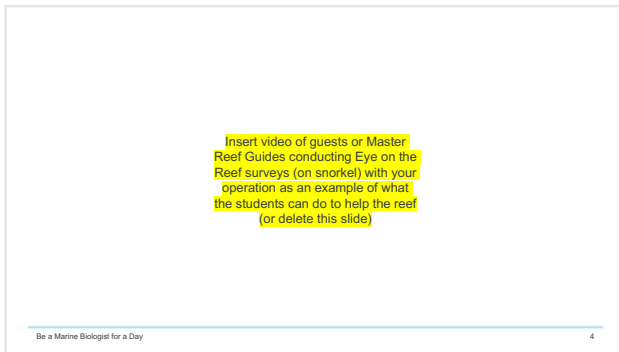 Insert video of guests or Master
Reef Guides conducting Eye on the
Reef surveys (on snorkel) with your
operation as an example of what
the students can do to help the reef
(or delete this slide)
Be a Marine Biologist for a Day
4